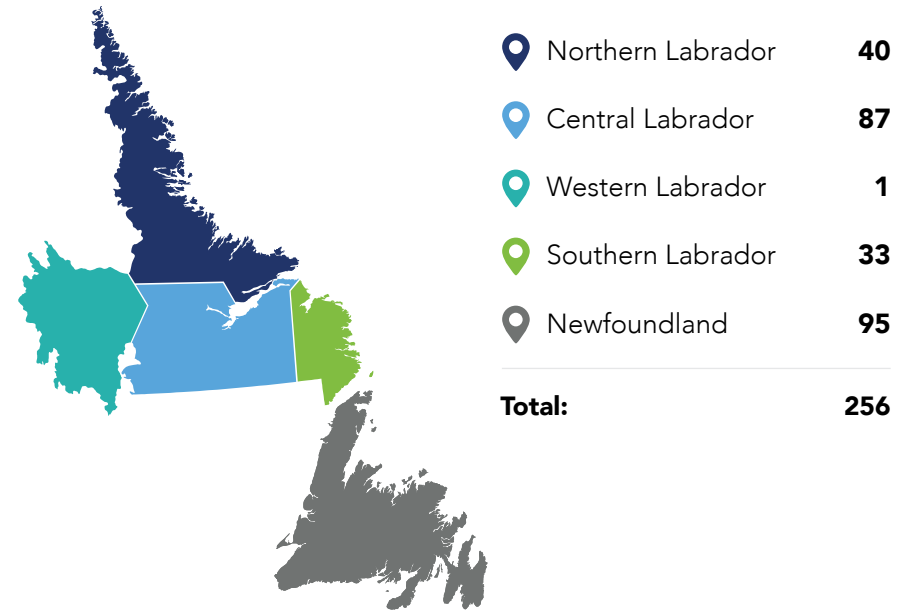 Northern Labrador 40
Central Labrador 87
Western Labrador 1
Southern Labrador 33
Newfoundland 95
Total: 256